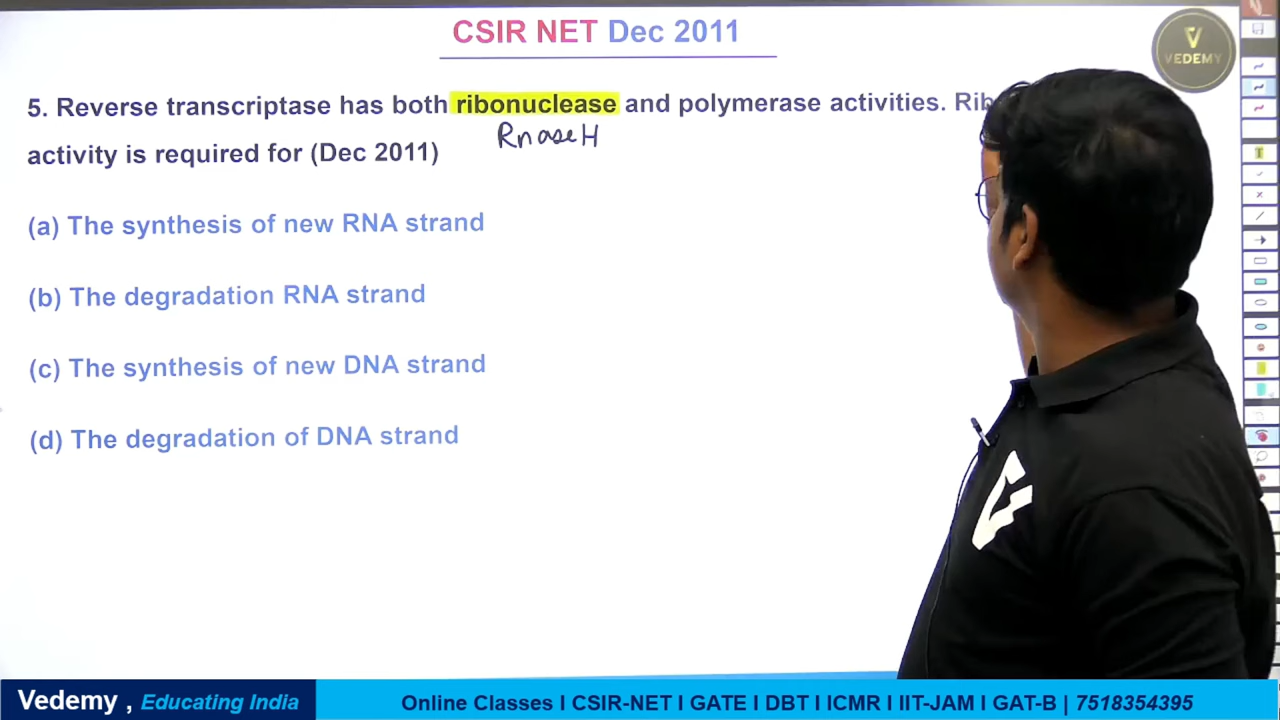 CSIR NET Dec 2011
VEDEMY
5. Reverse transcriptase has both ribonuclease and polymerase activities.
RnaseH
activity is required for (Dec 2011)
(a) The synthesis of new RNA strand
(b) The degradation RNA strand
(c) The synthesis of new DNA strand
(d) The degradation of DNA strand
Vedemy , Educating India
Online Classes I CSIR-NET I GATE I DBT I ICMR I IIT-JAM I GAT-B | 7518354395